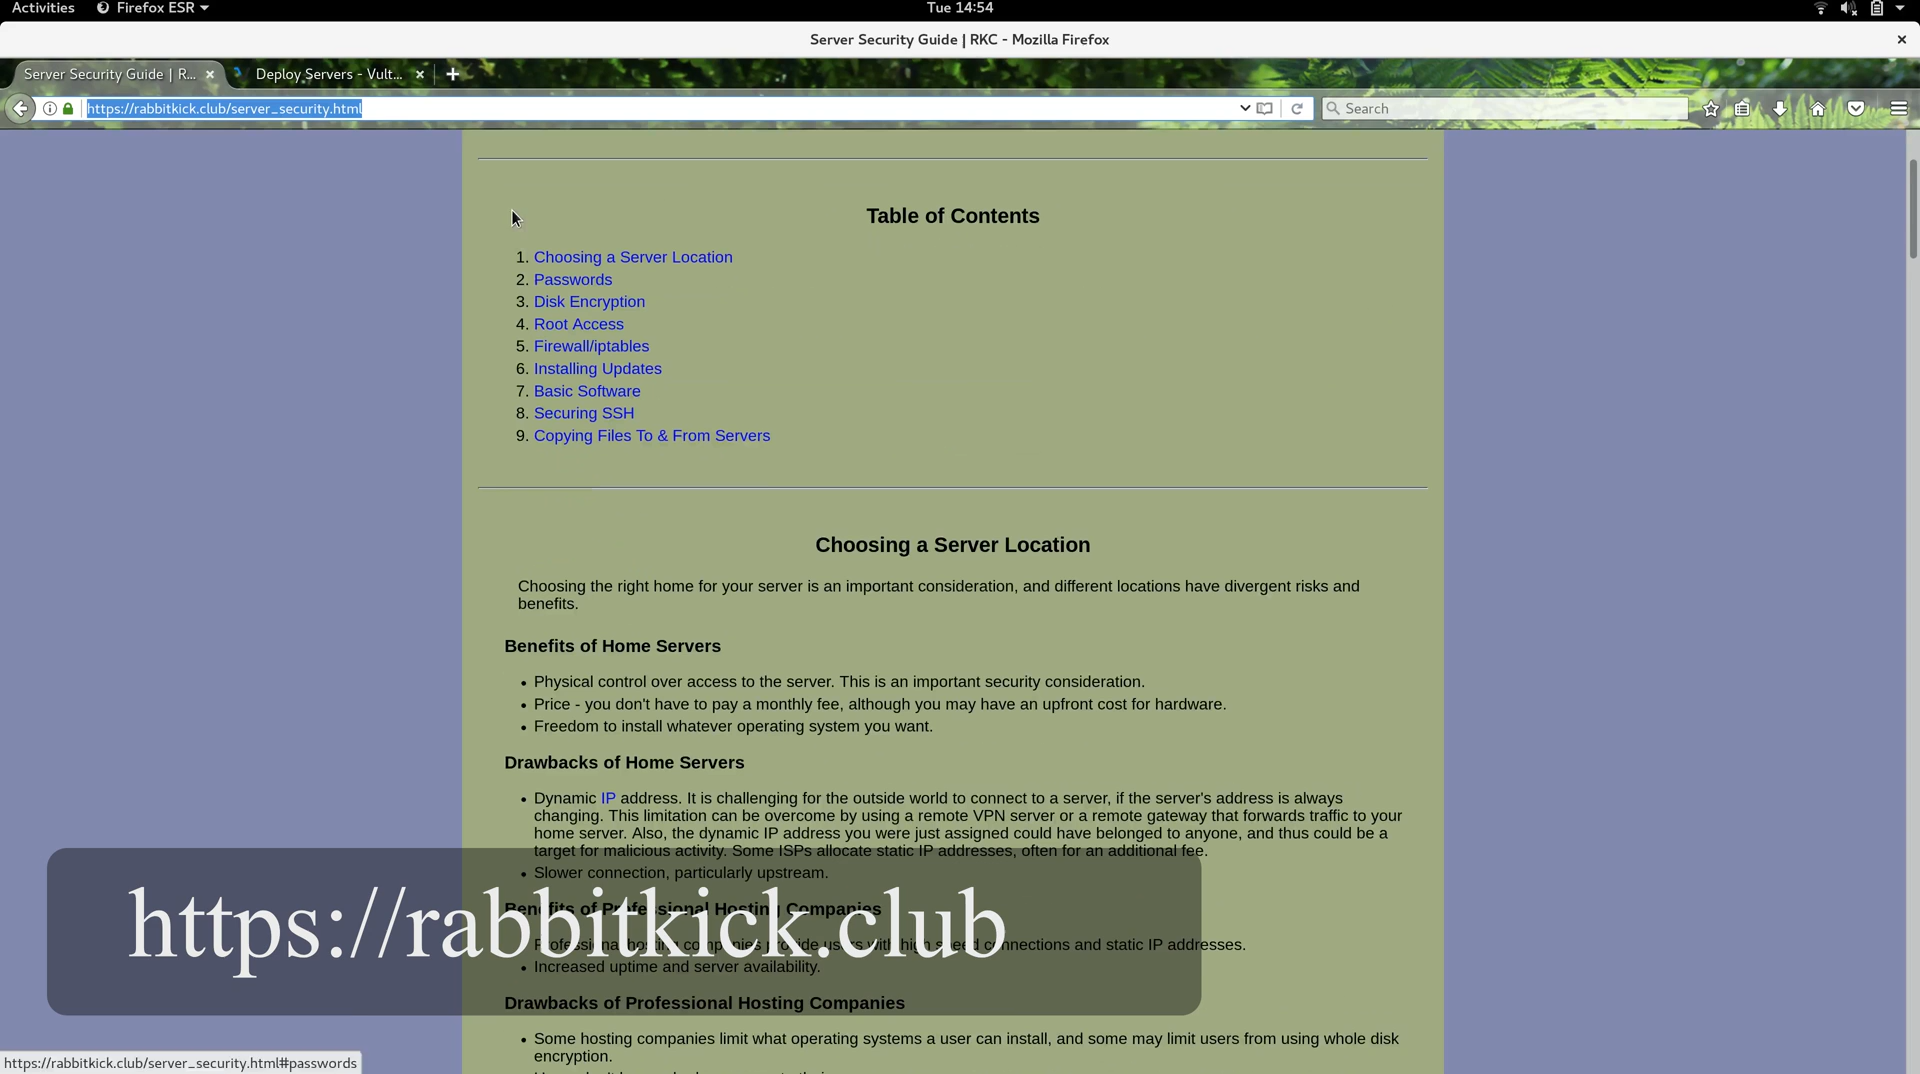 Activities Firefox ESR Tue 14:54
Server Security Guide | RKC - Mozilla Firefox
Server Security Guide | R... Deploy Servers - Vult...
https://rabbitkick.club/server_security.html Search
Table of Contents
1. Choosing a Server Location
2. Passwords
3. Disk Encryption
4. Root Access
5. Firewall/iptables
6. Installing Updates
7. Basic Software
8. Securing SSH
9. Copying Files To & From Servers
Choosing a Server Location
Choosing the right home for your server is an important consideration, and different locations have divergent risks and
benefits.
Benefits of Home Servers
• Physical control over access to the server. This is an important security consideration.
• Price - you don't have to pay a monthly fee, although you may have an upfront cost for hardware.
• Freedom to install whatever operating system you want.
Drawbacks of Home Servers
• Dynamic IP address. It is challenging for the outside world to connect to a server, if the server's address is always
changing. This limitation can be overcome by using a remote VPN server or a remote gateway that forwards traffic to your
home server. Also, the dynamic IP address you were just assigned could have belonged to anyone, and thus could be a
target for malicious activity. Some ISPs allocate static IP addresses, often for an additional fee.
• Slower connection, particularly upstream.
Benefits of Professional Hosting Companies
https://rabbitkick.club
Professional hosting companies provide users with high speed connections and static IP addresses.
• Increased uptime and server availability.
Drawbacks of Professional Hosting Companies
• Some hosting companies limit what operating systems a user can install, and some may limit users from using whole disk
encryption.
https://rabbitkick.club/server_security.html#passwords